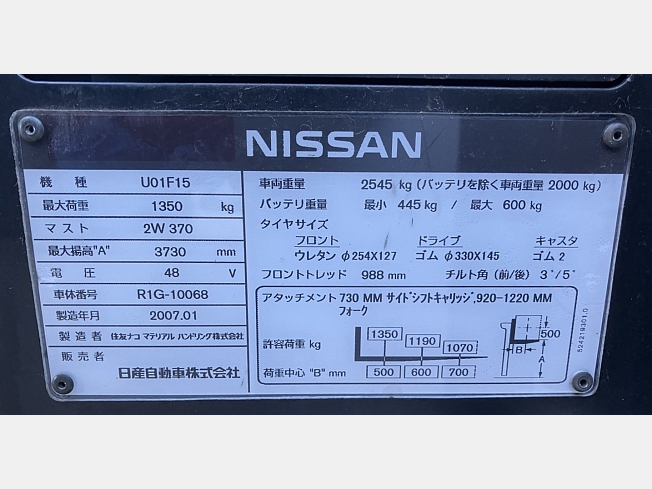 NISSAN
機 種 U01F15
最大荷重 1350 kg
マスト 2W 370
最大揚高"A" 3730 mm
電 圧 48 V
車体番号 R1G-10068
製造年月 2007.01
製造者 住友ナコ マテリアル ハンドリング株式会社
販売者 日産自動車株式会社
車両重量 2545 kg (バッテリを除く車両重量 2000 kg)
バッテリ重量 最小 445 kg / 最大 600 kg
タイヤサイズ
フロント ドライブ キャスタ
ウレタン φ254X127 ゴム φ330X145 ゴム 2
フロントトレッド 988 mm チルト角 (前/後) 3°/5°
アタッチメント 730 MM サイドシフトキャリッジ,920-1220 MM
フォーク
許容荷重 kg 1350 1190 1070
荷重中心 "B" mm 500 600 700
500
B
A
524219301.0